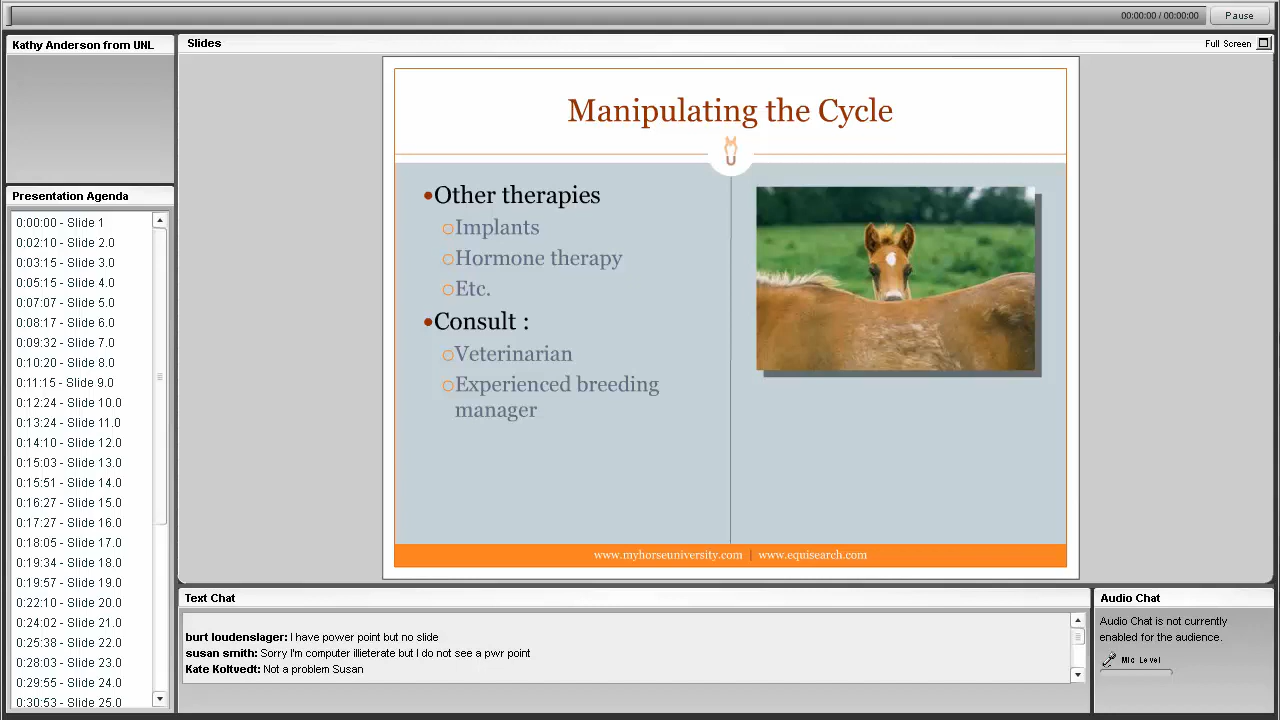 00:00:00 / 00:00:00
Pause
Kathy Anderson from UNL
Slides
Full Screen
Manipulating the Cycle
•Other therapies
○Implants
○Hormone therapy
○Etc.
•Consult :
○Veterinarian
○Experienced breeding
manager
www.myhorseuniversity.com | www.equisearch.com
Presentation Agenda
0:00:00 - Slide 1
0:02:10 - Slide 2.0
0:03:15 - Slide 3.0
0:05:15 - Slide 4.0
0:07:07 - Slide 5.0
0:08:17 - Slide 6.0
0:09:32 - Slide 7.0
0:10:20 - Slide 8.0
0:11:15 - Slide 9.0
0:12:24 - Slide 10.0
0:13:24 - Slide 11.0
0:14:10 - Slide 12.0
0:15:03 - Slide 13.0
0:15:51 - Slide 14.0
0:16:27 - Slide 15.0
0:17:27 - Slide 16.0
0:18:05 - Slide 17.0
0:19:34 - Slide 18.0
0:19:57 - Slide 19.0
0:22:10 - Slide 20.0
0:24:02 - Slide 21.0
0:25:38 - Slide 22.0
0:28:03 - Slide 23.0
0:29:55 - Slide 24.0
0:30:53 - Slide 25.0
Text Chat
burt loudenslager: I have power point but no slide
susan smith: Sorry I'm computer illieterate but I do not see a pwr point
Kate Koltvedt: Not a problem Susan
Audio Chat
Audio Chat is not currently
enabled for the audience.
Mic Level